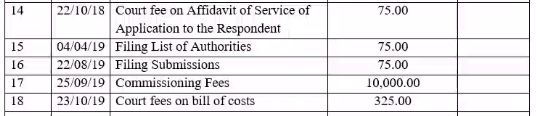 14 22/10/18 Court fee on Affidavit of Service of 75.00
Application to the Respondent
15 04/04/19 Filing List of Authorities 75.00
16 22/08/19 Filing Submissions 75.00
17 25/09/19 Commissioning Fees 10,000.00
18 23/10/19 Court fees on bill of costs 325.00